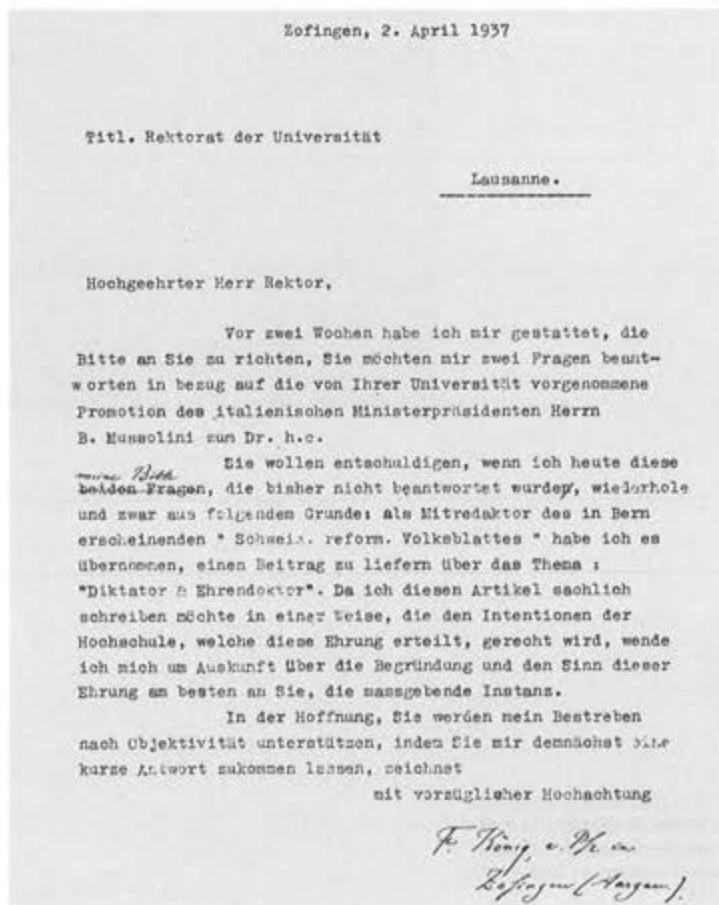 Zofingen, 2. April 1937
Titl. Rektorat der Universität
Lausanne.
Hochgeehrter Herr Rektor,
Vor zwei Wochen habe ich mir gestattet, die
Bitte an Sie zu richten, Sie möchten mir zwei Fragen beant-
worten in bezug auf die von Ihrer Universität vorgenommene
Promotion des italienischen Ministerpräsidenten Herrn
B. Mussolini zum Dr. h.c.
Sie wollen entschuldigen, wenn ich heute diese
meine Bitte
beiden Fragen, die bisher nicht beantwortet wurde, wiederhole
und zwar aus folgendem Grunde: als Mitredaktor des in Bern
erscheinenden " Schweiz. reform. Volksblattes " habe ich es
übernommen, einen Beitrag zu liefern über das Thema :
"Diktator & Ehrendoktor". Da ich diesen Artikel sachlich
schreiben möchte in einer Weise, die den Intentionen der
Hochschule, welche diese Ehrung erteilt, gerecht wird, wende
ich mich um Auskunft über die Begründung und den Sinn dieser
Ehrung am besten an Sie, die massgebende Instanz.
In der Hoffnung, Sie werden mein Bestreben
nach Objektivität unterstützen, indem Sie mir demnächst eine
kurze Antwort zukommen lassen, zeichnet
mit vorzüglicher Hochachtung
Fr. König,
Zofingen (Aargau).